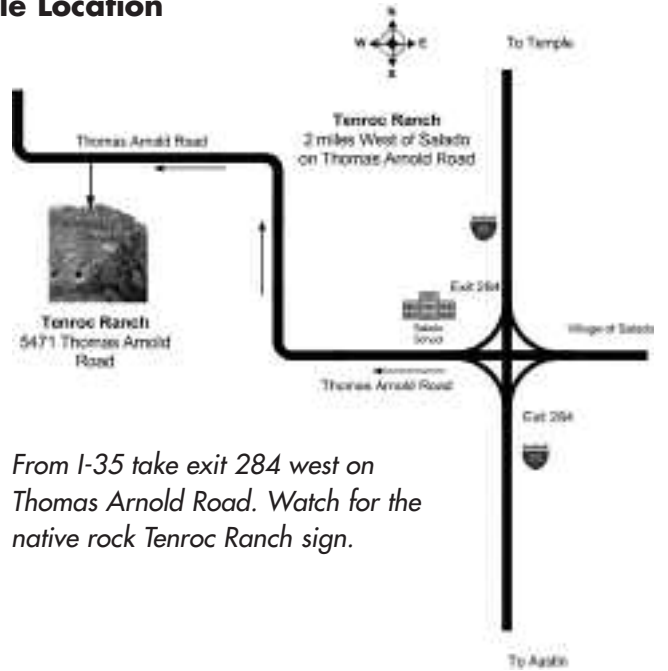 le Location
N
W E
S
To Temple
Thomas Arnold Road
Tenroc Ranch
2 miles West of Salado
on Thomas Arnold Road
Exit 284
Salado
School
Village of Salado
Tenroc Ranch
5471 Thomas Arnold
Road
Thomas Arnold Road
Exit 284
From I-35 take exit 284 west on
Thomas Arnold Road. Watch for the
native rock Tenroc Ranch sign.
To Austin